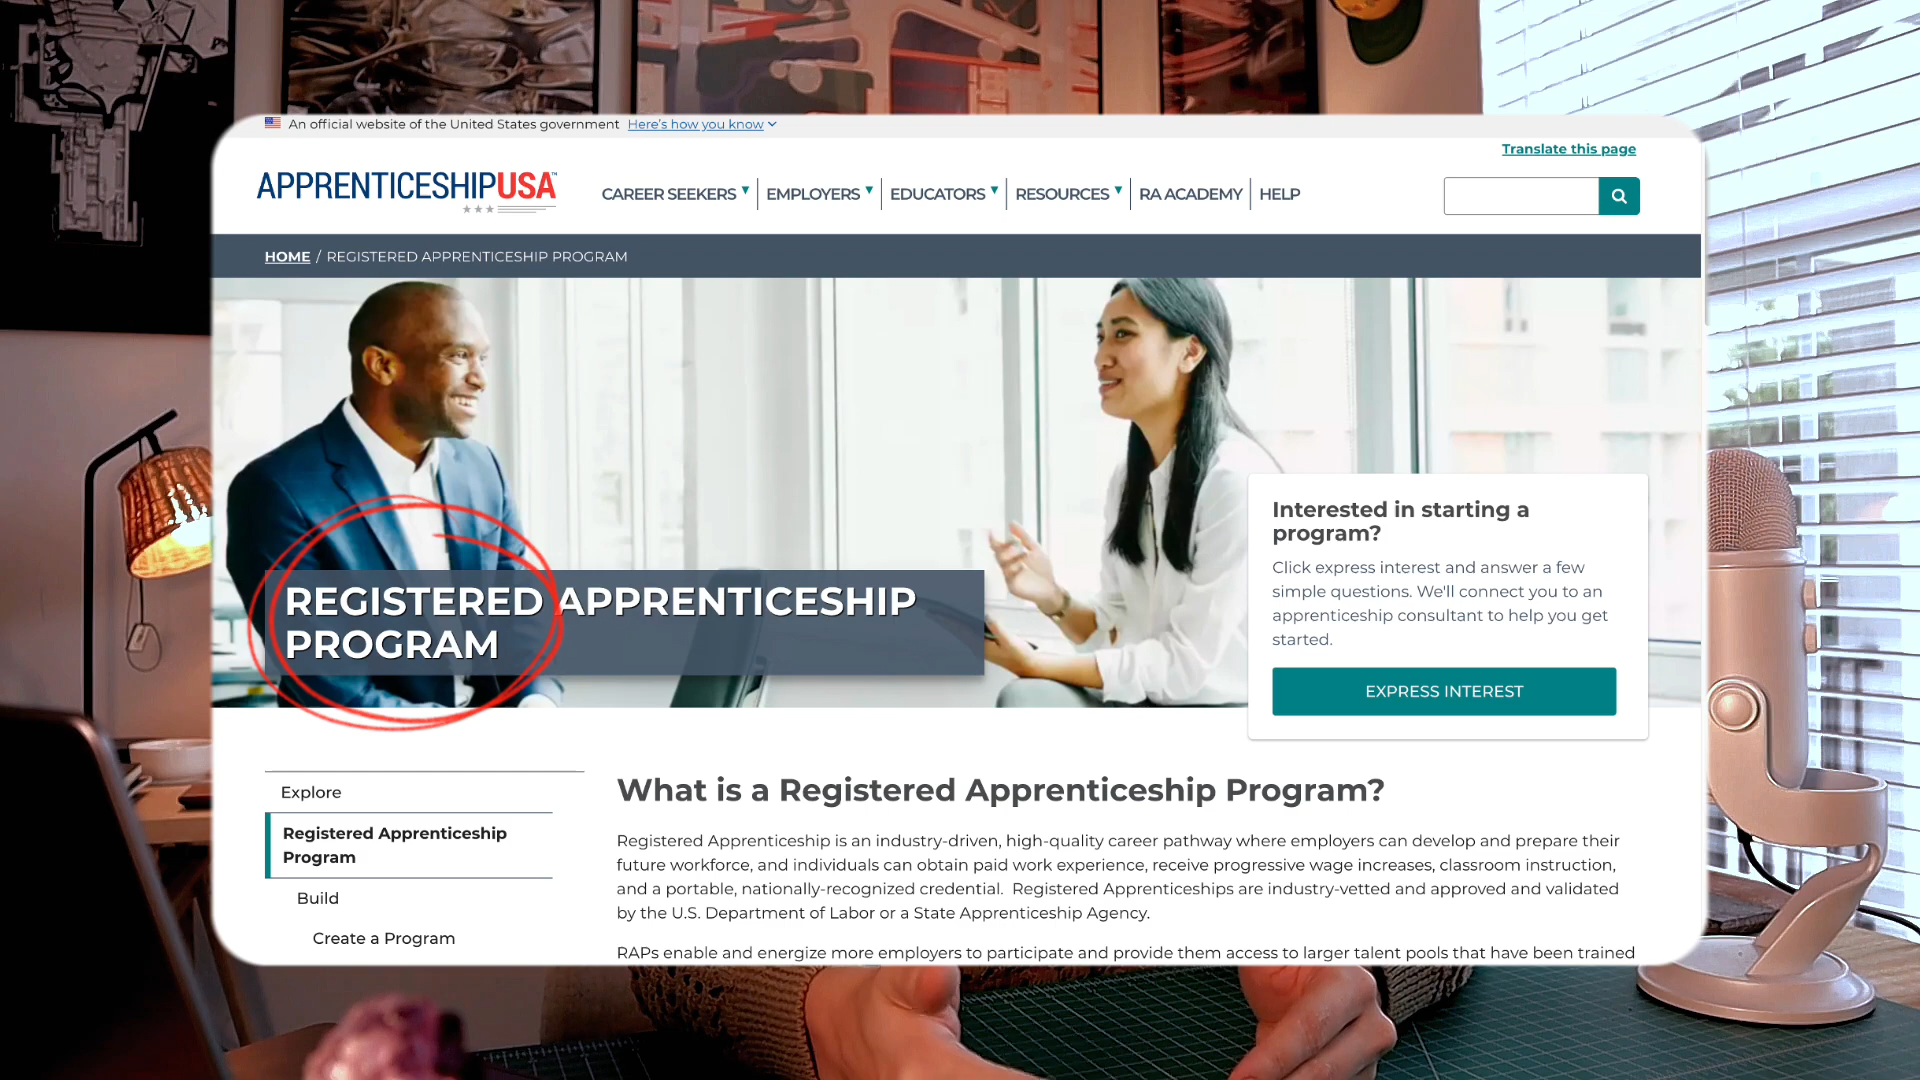 An official website of the United States government Here's how you know
Translate this page
APPRENTICESHIPUSA™
CAREER SEEKERS EMPLOYERS EDUCATORS RESOURCES RA ACADEMY HELP
HOME / REGISTERED APPRENTICESHIP PROGRAM
REGISTERED APPRENTICESHIP
PROGRAM
Interested in starting a
program?
Click express interest and answer a few
simple questions. We'll connect you to an
apprenticeship consultant to help you get
started.
EXPRESS INTEREST
Explore
Registered Apprenticeship
Program
Build
Create a Program
What is a Registered Apprenticeship Program?
Registered Apprenticeship is an industry-driven, high-quality career pathway where employers can develop and prepare their
future workforce, and individuals can obtain paid work experience, receive progressive wage increases, classroom instruction,
and a portable, nationally-recognized credential. Registered Apprenticeships are industry-vetted and approved and validated
by the U.S. Department of Labor or a State Apprenticeship Agency.
RAPs enable and energize more employers to participate and provide them access to larger talent pools that have been trained